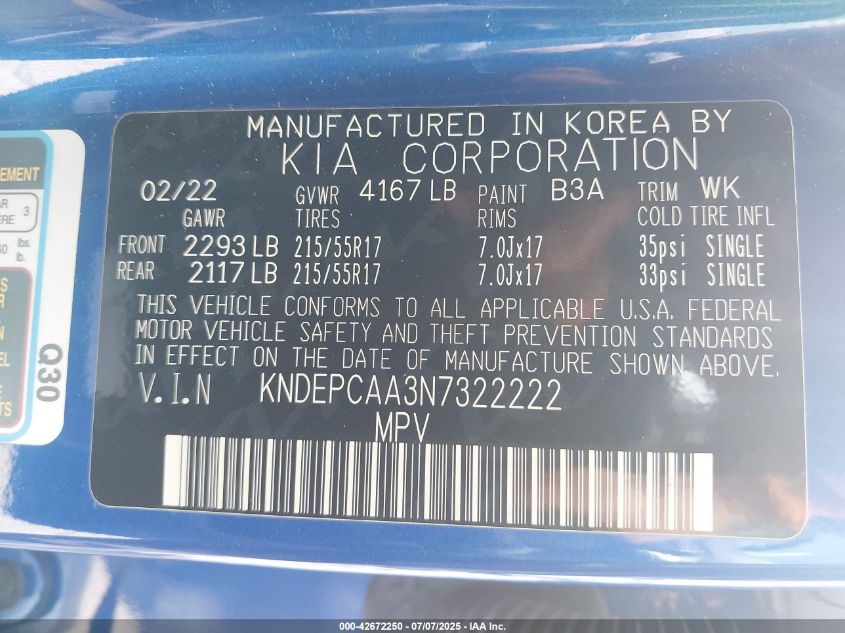 MANUFACTURED IN KOREA BY
KIA CORPORATION
02/22 GVWR 4167 LB PAINT B3A TRIM WK
GAWR TIRES RIMS COLD TIRE INFL
FRONT 2293 LB 215/55R17 7.0Jx17 35psi SINGLE
REAR 2117 LB 215/55R17 7.0Jx17 33psi SINGLE
THIS VEHICLE CONFORMS TO ALL APPLICABLE U.S.A. FEDERAL
MOTOR VEHICLE SAFETY AND THEFT PREVENTION STANDARDS
IN EFFECT ON THE DATE OF MANUFACTURE SHOWN ABOVE.
V.I.N KNDEPCAA3N7322222
MPV
Q30
3
lbs.
lb.
000-42672250 - 07/07/2025 - IAA Inc.